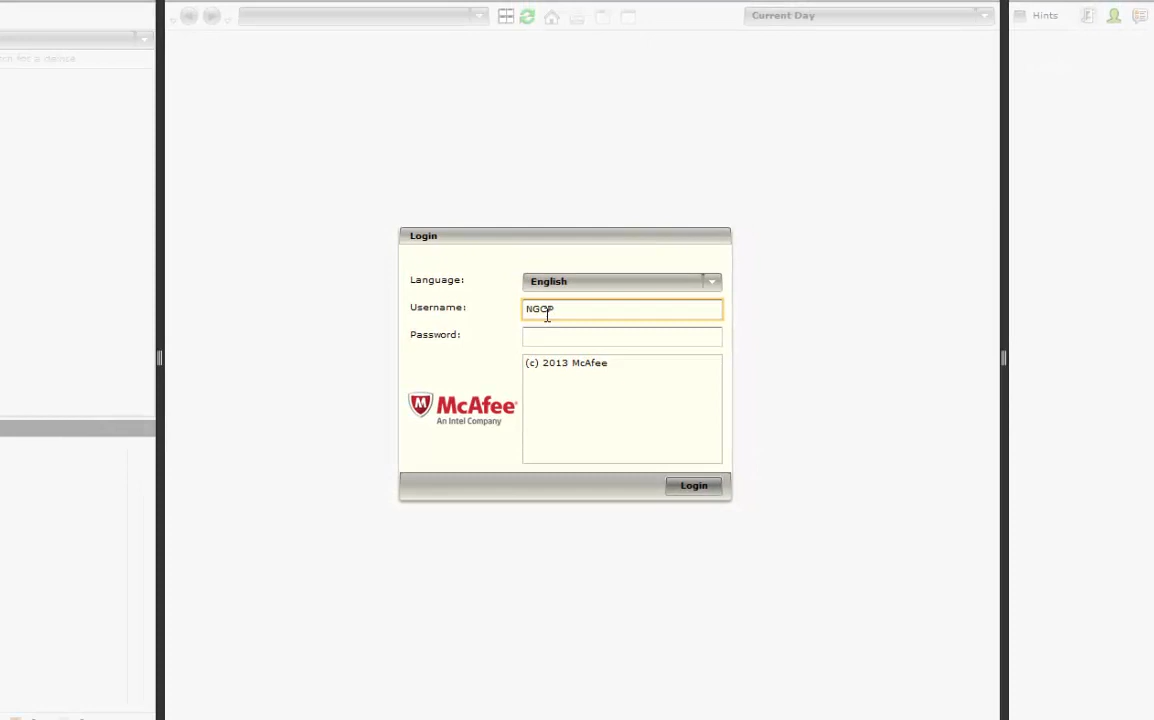 Current Day
Hints
Login
Language:
English
Username:
NGCP
Password:
(c) 2013 McAfee
McAfee
An Intel Company
Login